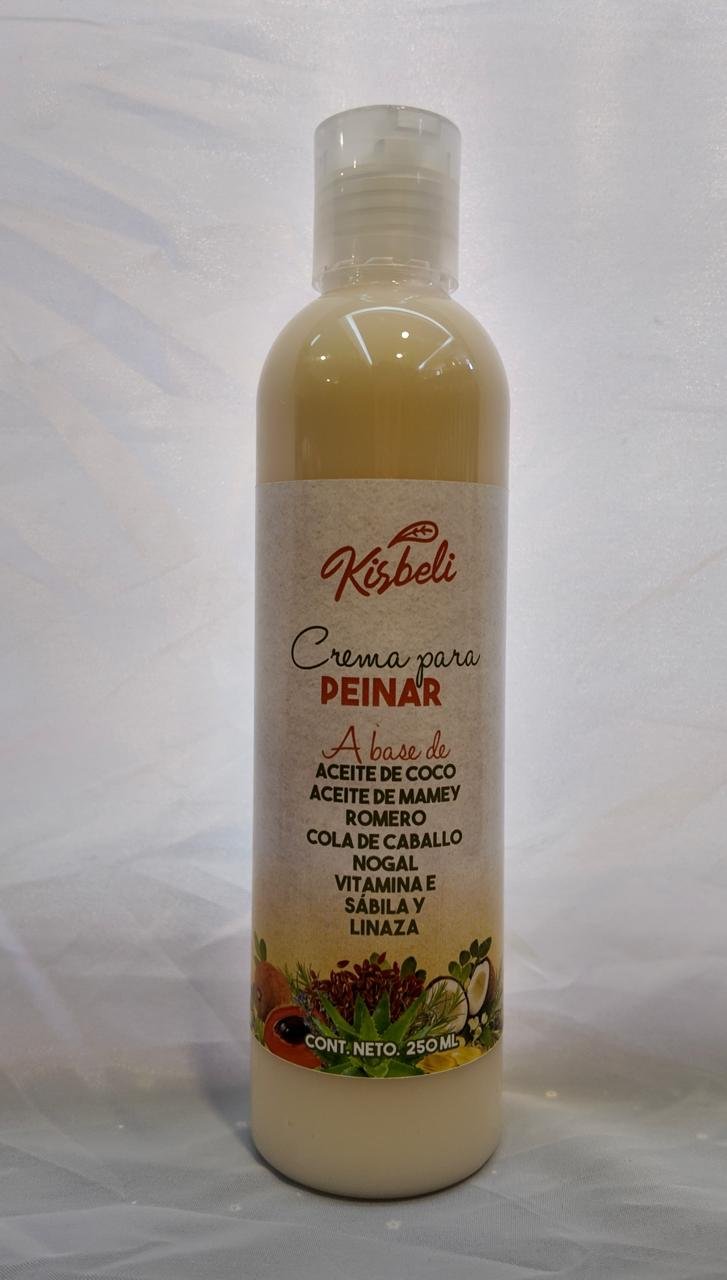 Kisbeli
Crema para
PEINAR
A base de
ACEITE DE COCO
ACEITE DE MAMEY
ROMERO
COLA DE CABALLO
NOGAL
VITAMINA E
SÁBILA Y
LINAZA
CONT. NETO. 250 ML